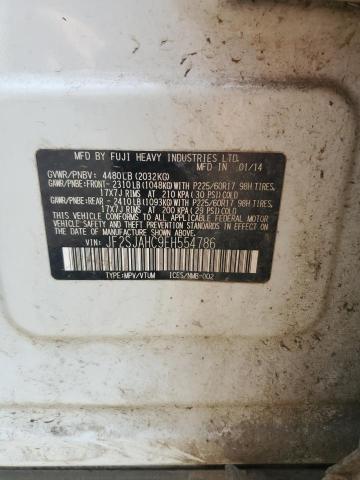 MFD BY FUJI HEAVY INDUSTRIES LTD.
MFD IN 01/14
GVWR/PNBV: 4480LB(2032KG)
GAWR/PNBE:FRONT- 2310LB(1048KG)WITH P225/60R17 98H TIRES,
17X7J RIMS AT 210 KPA(30 PSI)COLD
GAWR/PNBE:REAR - 2410LB(1093KG)WITH P225/60R17 98H TIRES,
17X7J RIMS AT 200 KPA(29 PSI)COLD
THIS VEHICLE CONFORMS TO ALL APPLICABLE FEDERAL MOTOR
VEHICLE SAFETY STANDARDS IN EFFECT ON THE DATE
OF MANUFACTURE SHOWN ABOVE.
VIN: JF2SJAHC9EH554786
TYPE:MPV/VTUM ICES/NMB-002